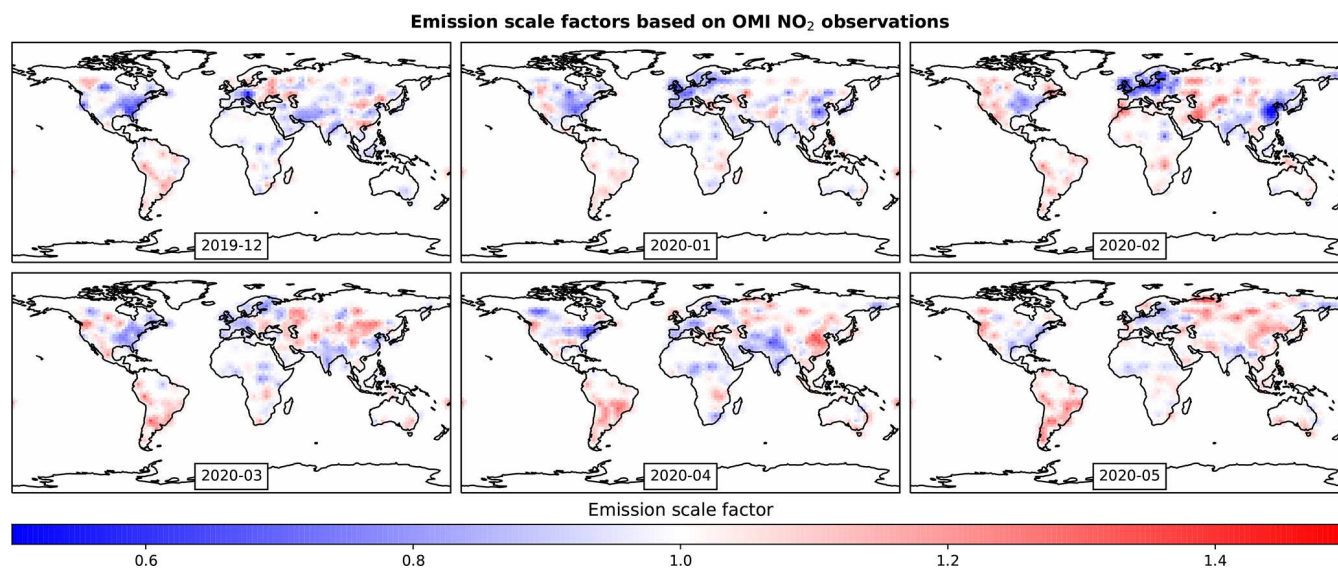 Emission scale factors based on OMI NO₂ observations
2019-12
2020-01
2020-02
2020-03
2020-04
2020-05
Emission scale factor
0.6 0.8 1.0 1.2 1.4